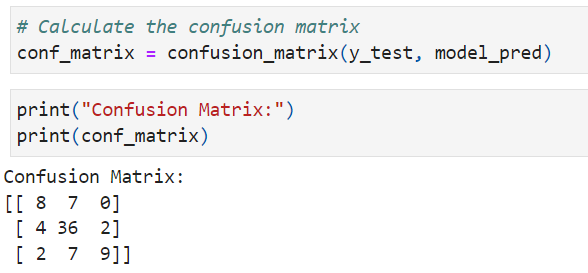 # Calculate the confusion matrix
conf_matrix = confusion_matrix(y_test, model_pred)
print("Confusion Matrix:")
print(conf_matrix)
Confusion Matrix:
[[ 8  7  0]
 [ 4 36  2]
 [ 2  7  9]]